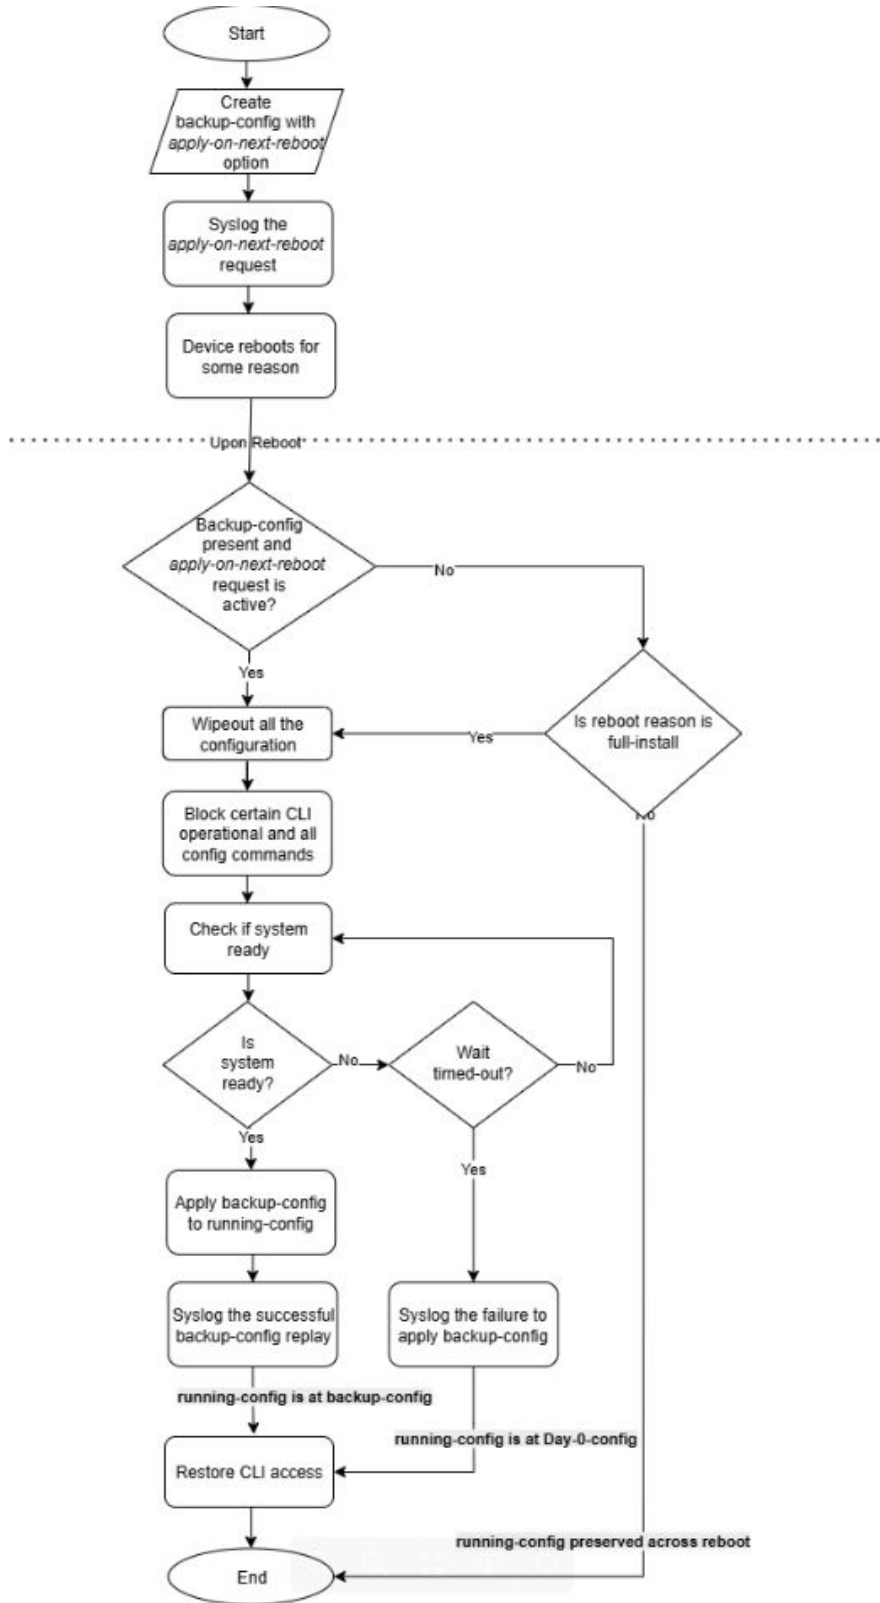 Start
Create
backup-config with
apply-on-next-reboot
option
Syslog the
apply-on-next-reboot
request
Device reboots for
some reason
Upon Reboot
Backup-config
present and
apply-on-next-reboot
request is
active?
No
Yes
Is reboot reason is
full-install
Wipeout all the
configuration
Yes
No
Block certain CLI
operational and all
config commands
Check if system
ready
Is
system
ready?
No
Wait
timed-out?
No
Yes
Yes
Apply backup-config
to running-config
Syslog the successful
backup-config replay
Syslog the failure to
apply backup-config
running-config is at backup-config
running-config is at Day-0-config
Restore CLI access
running-config preserved across reboot
End